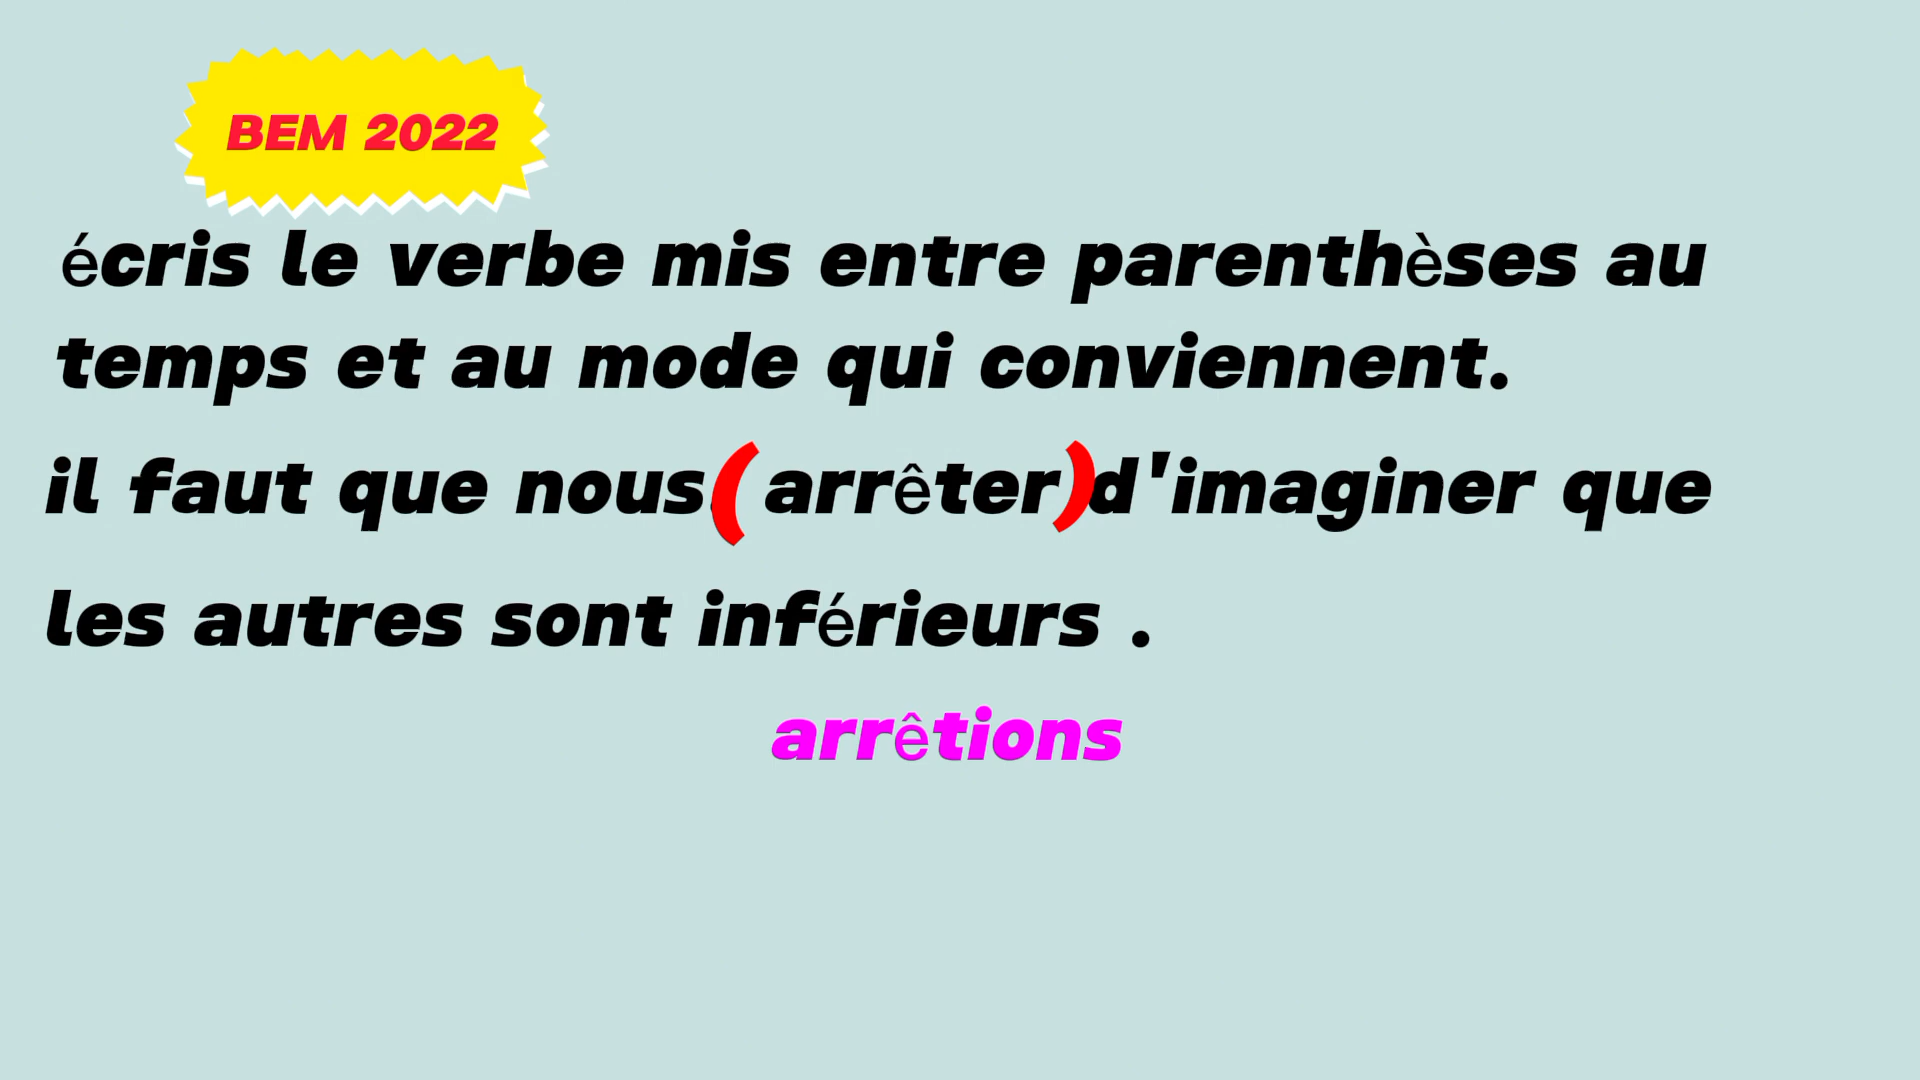 BEM 2022
écris le verbe mis entre parenthèses au
temps et au mode qui conviennent.
il faut que nous(arrêter)d'imaginer que
les autres sont inférieurs .
arrêtions